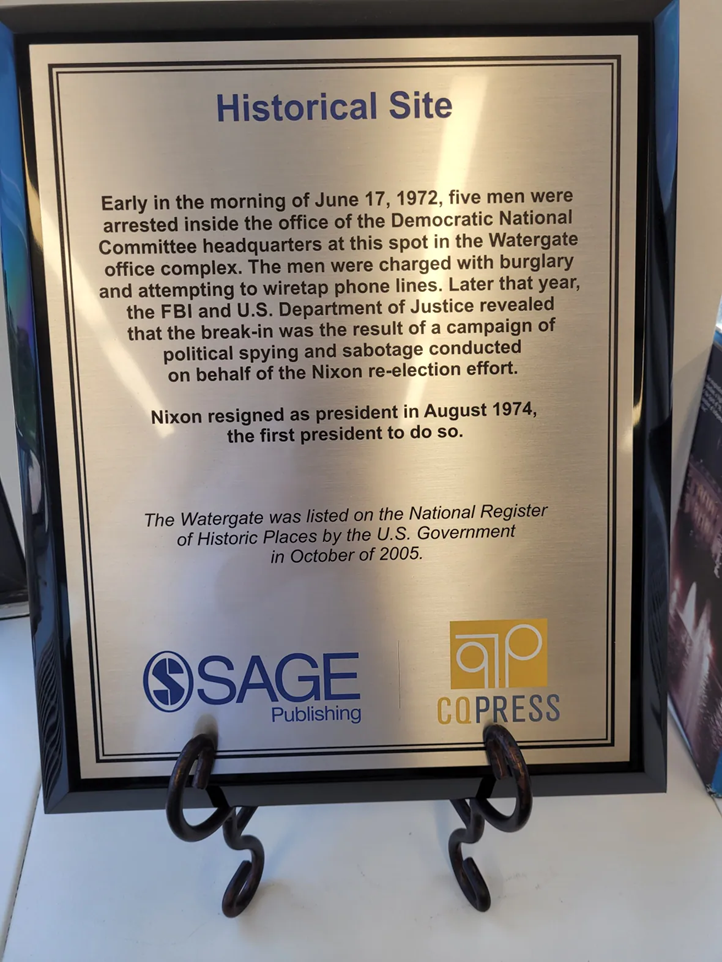 Historical Site
Early in the morning of June 17, 1972, five men were
arrested inside the office of the Democratic National
Committee headquarters at this spot in the Watergate
office complex. The men were charged with burglary
and attempting to wiretap phone lines. Later that year,
the FBI and U.S. Department of Justice revealed
that the break-in was the result of a campaign of
political spying and sabotage conducted
on behalf of the Nixon re-election effort.
Nixon resigned as president in August 1974,
the first president to do so.
The Watergate was listed on the National Register
of Historic Places by the U.S. Government
in October of 2005.
SAGE
Publishing
CQPRESS